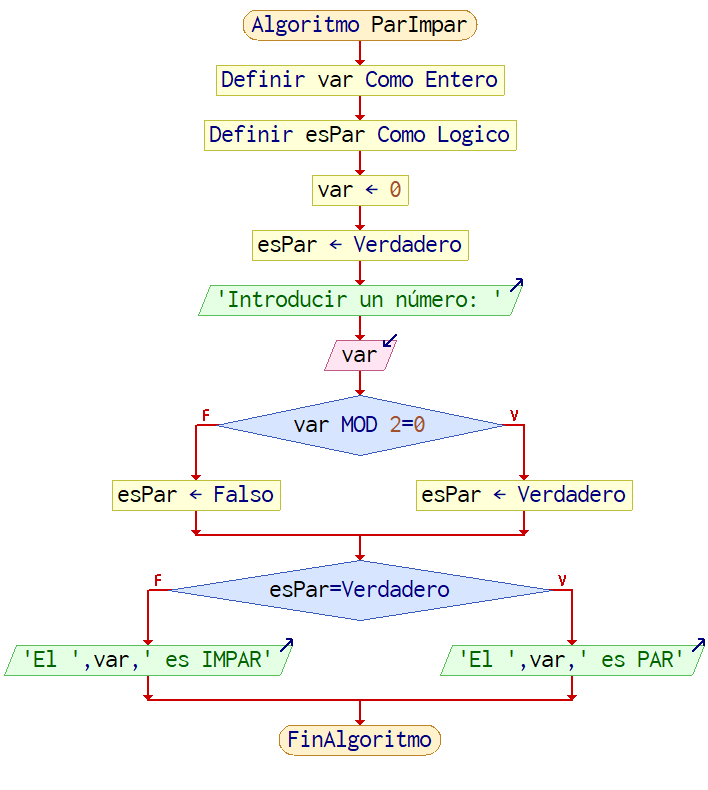 Algoritmo ParImpar
Definir var Como Entero
Definir esPar Como Logico
var ← 0
esPar ← Verdadero
'Introducir un número: '
var
F
V
var MOD 2=0
esPar ← Falso
esPar ← Verdadero
F
V
esPar=Verdadero
'El ',var,' es IMPAR'
'El ',var,' es PAR'
FinAlgoritmo